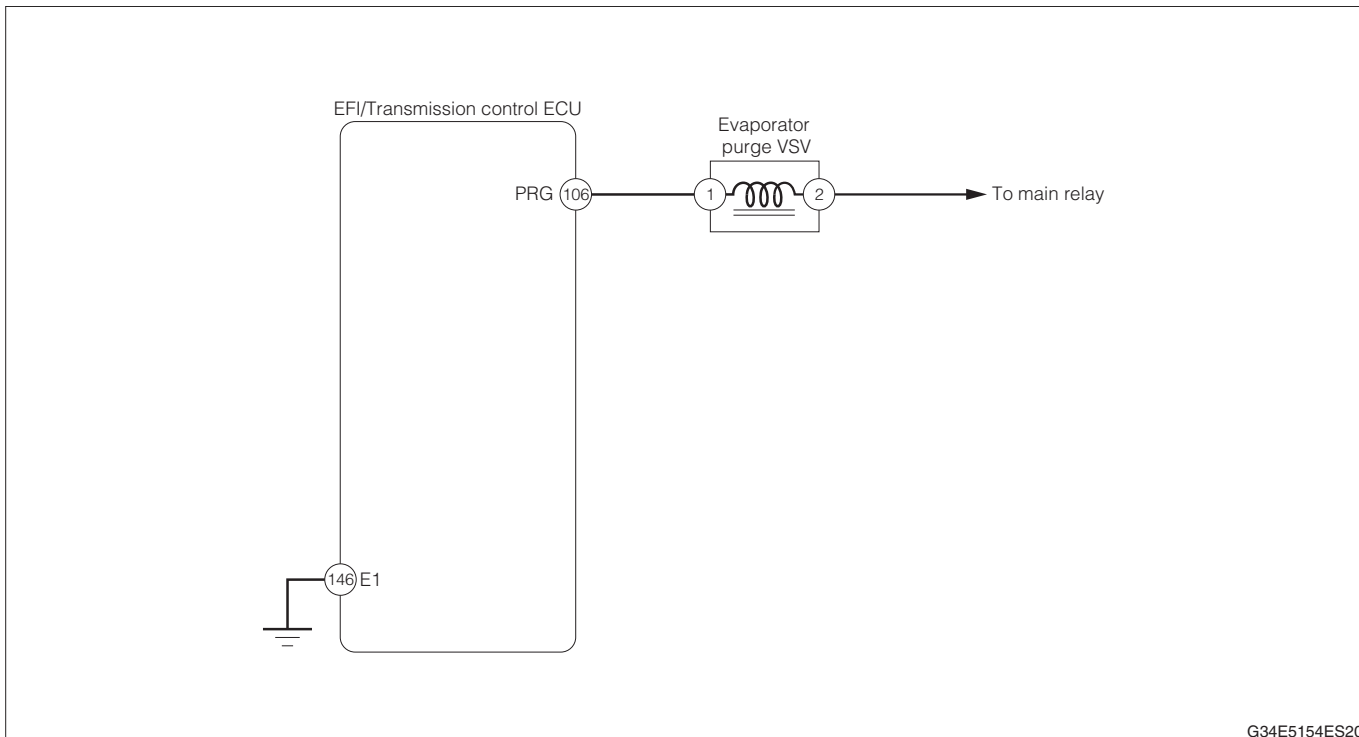 EFI/Transmission control ECU
Evaporator
purge VSV
PRG 106
1
2
To main relay
146 E1
G34E5154ES20